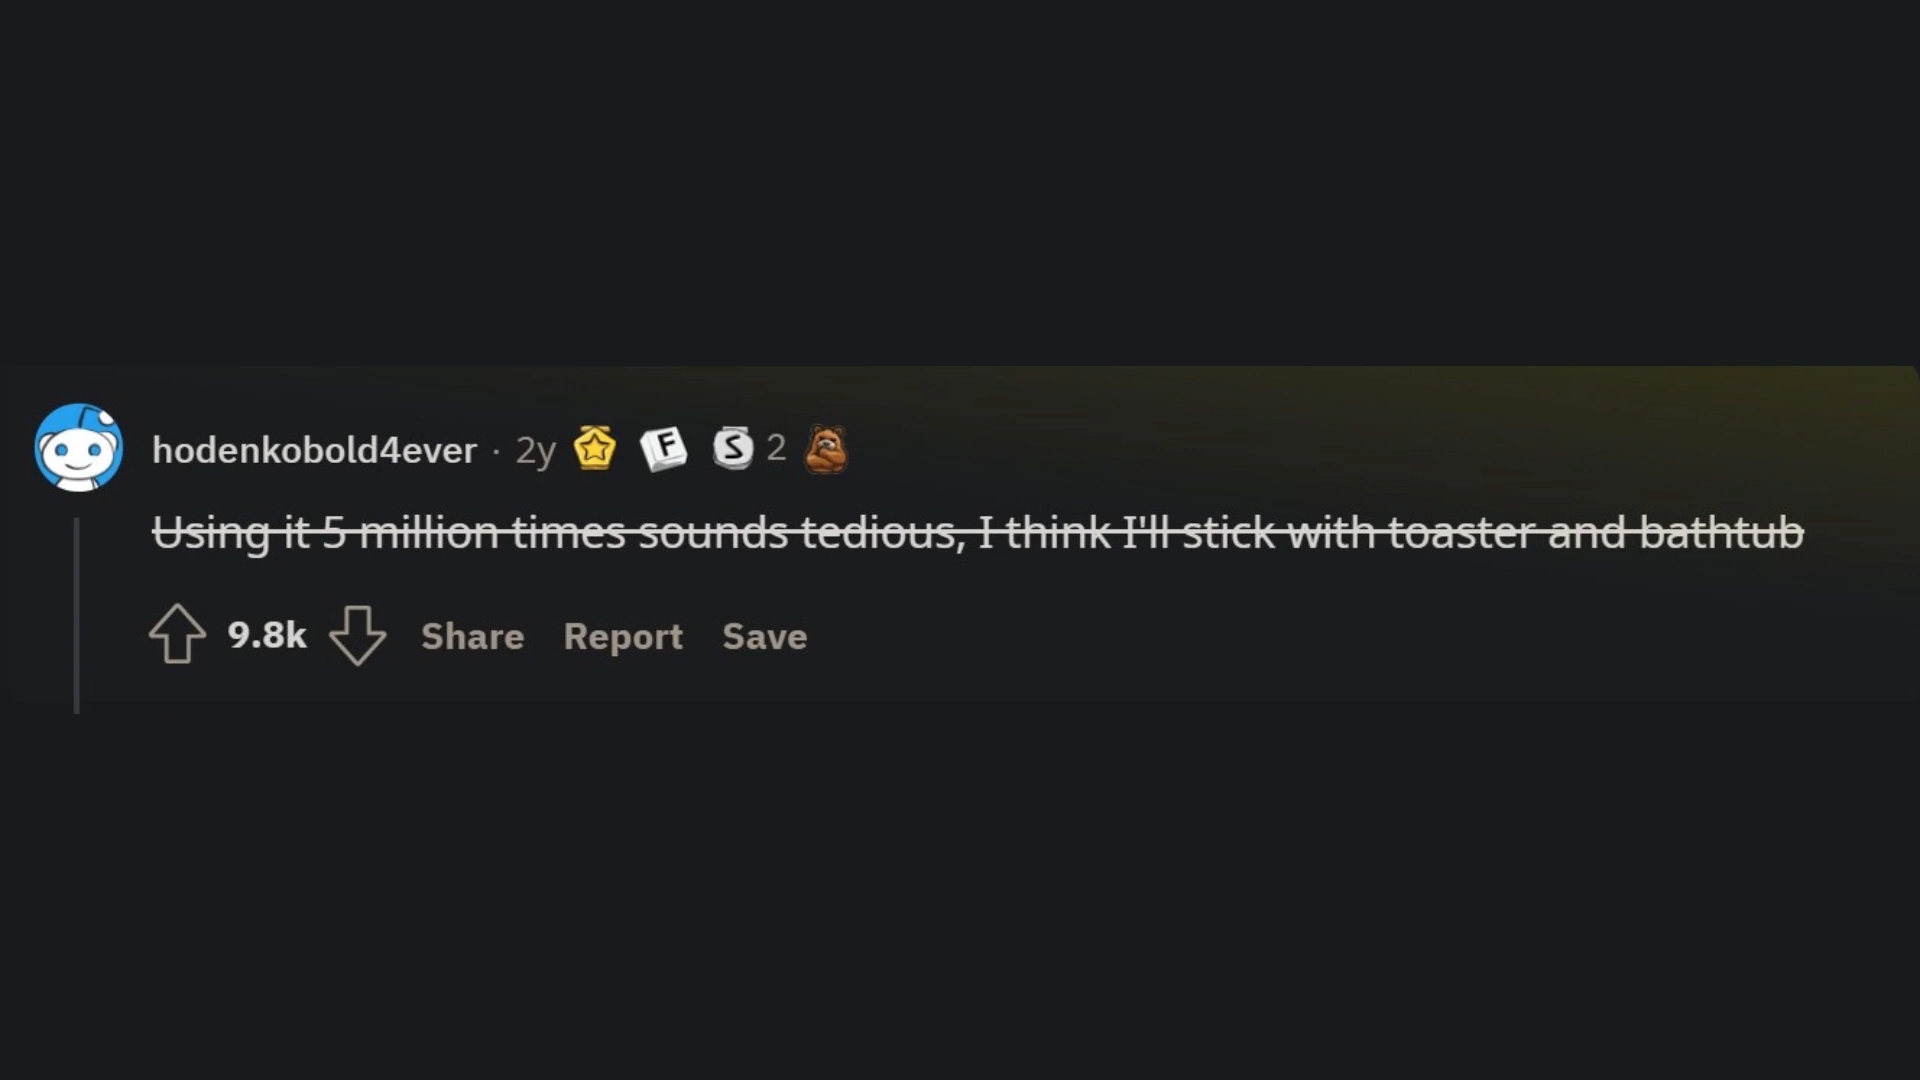 hodenkobold4ever · 2y F S 2
Using it 5 million times sounds tedious, I think I'll stick with toaster and bathtub
9.8k Share Report Save